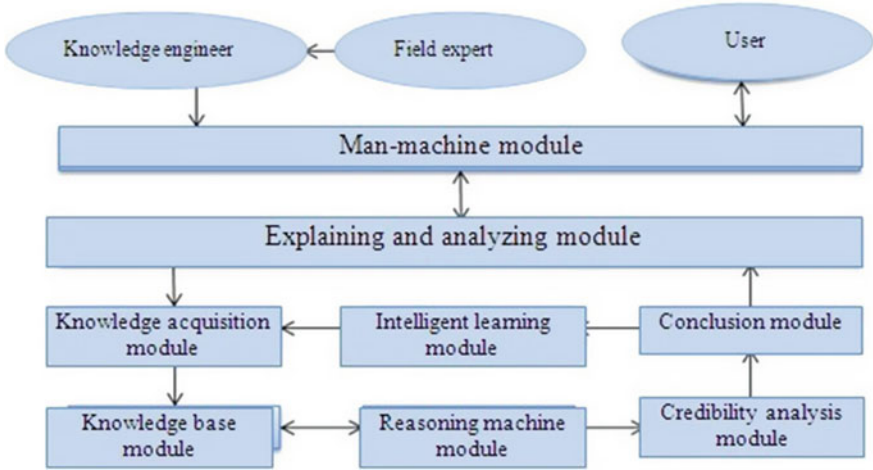 Knowledge engineer
Field expert
User
Man-machine module
Explaining and analyzing module
Knowledge acquisition
module
Intelligent learning
module
Conclusion module
Knowledge base
module
Reasoning machine
module
Credibility analysis
module